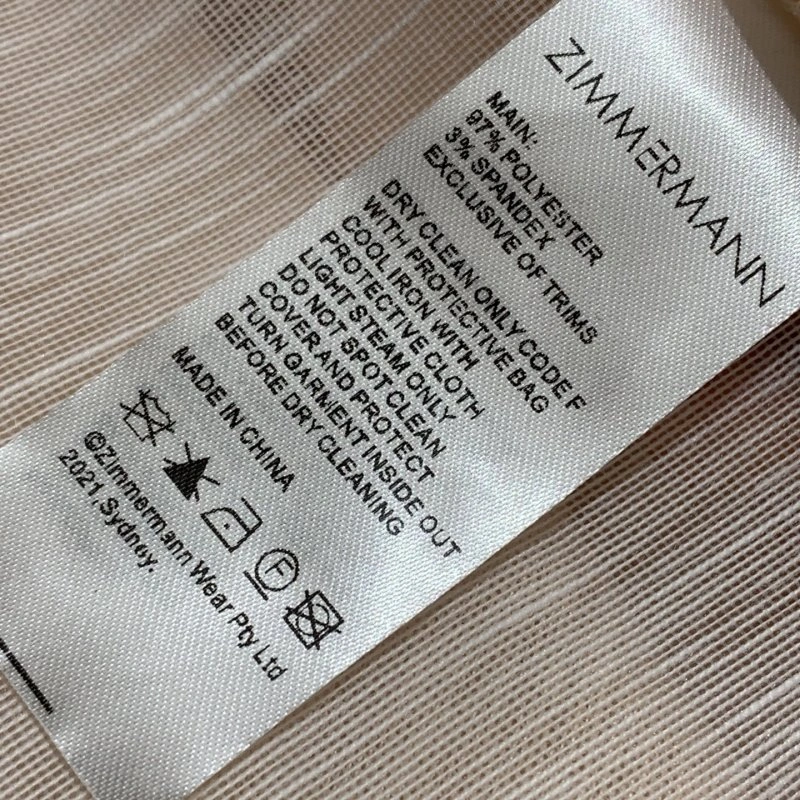 ZIMMERMANN
MAIN:
97% POLYESTER
3% SPANDEX
EXCLUSIVE OF TRIMS
DRY CLEAN ONLY CODE F
WITH PROTECTIVE BAG
COOL IRON WITH
PROTECTIVE CLOTH
LIGHT STEAM ONLY
DO NOT SPOT CLEAN
COVER AND PROTECT
TURN GARMENT INSIDE OUT
BEFORE DRY CLEANING
MADE IN CHINA
F
©Zimmermann Wear Pty Ltd
2021.Sydney.